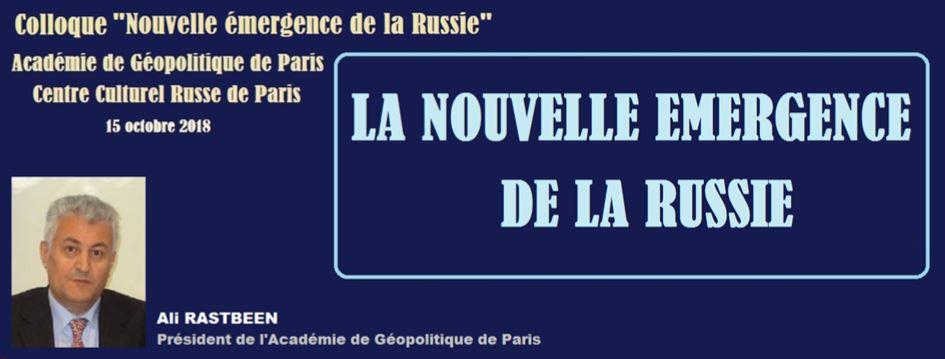 Colloque "Nouvelle émergence de la Russie"
Académie de Géopolitique de Paris
Centre Culturel Russe de Paris
15 octobre 2018
LA NOUVELLE EMERGENCE
DE LA RUSSIE
Ali RASTBEEN
Président de l'Académie de Géopolitique de Paris